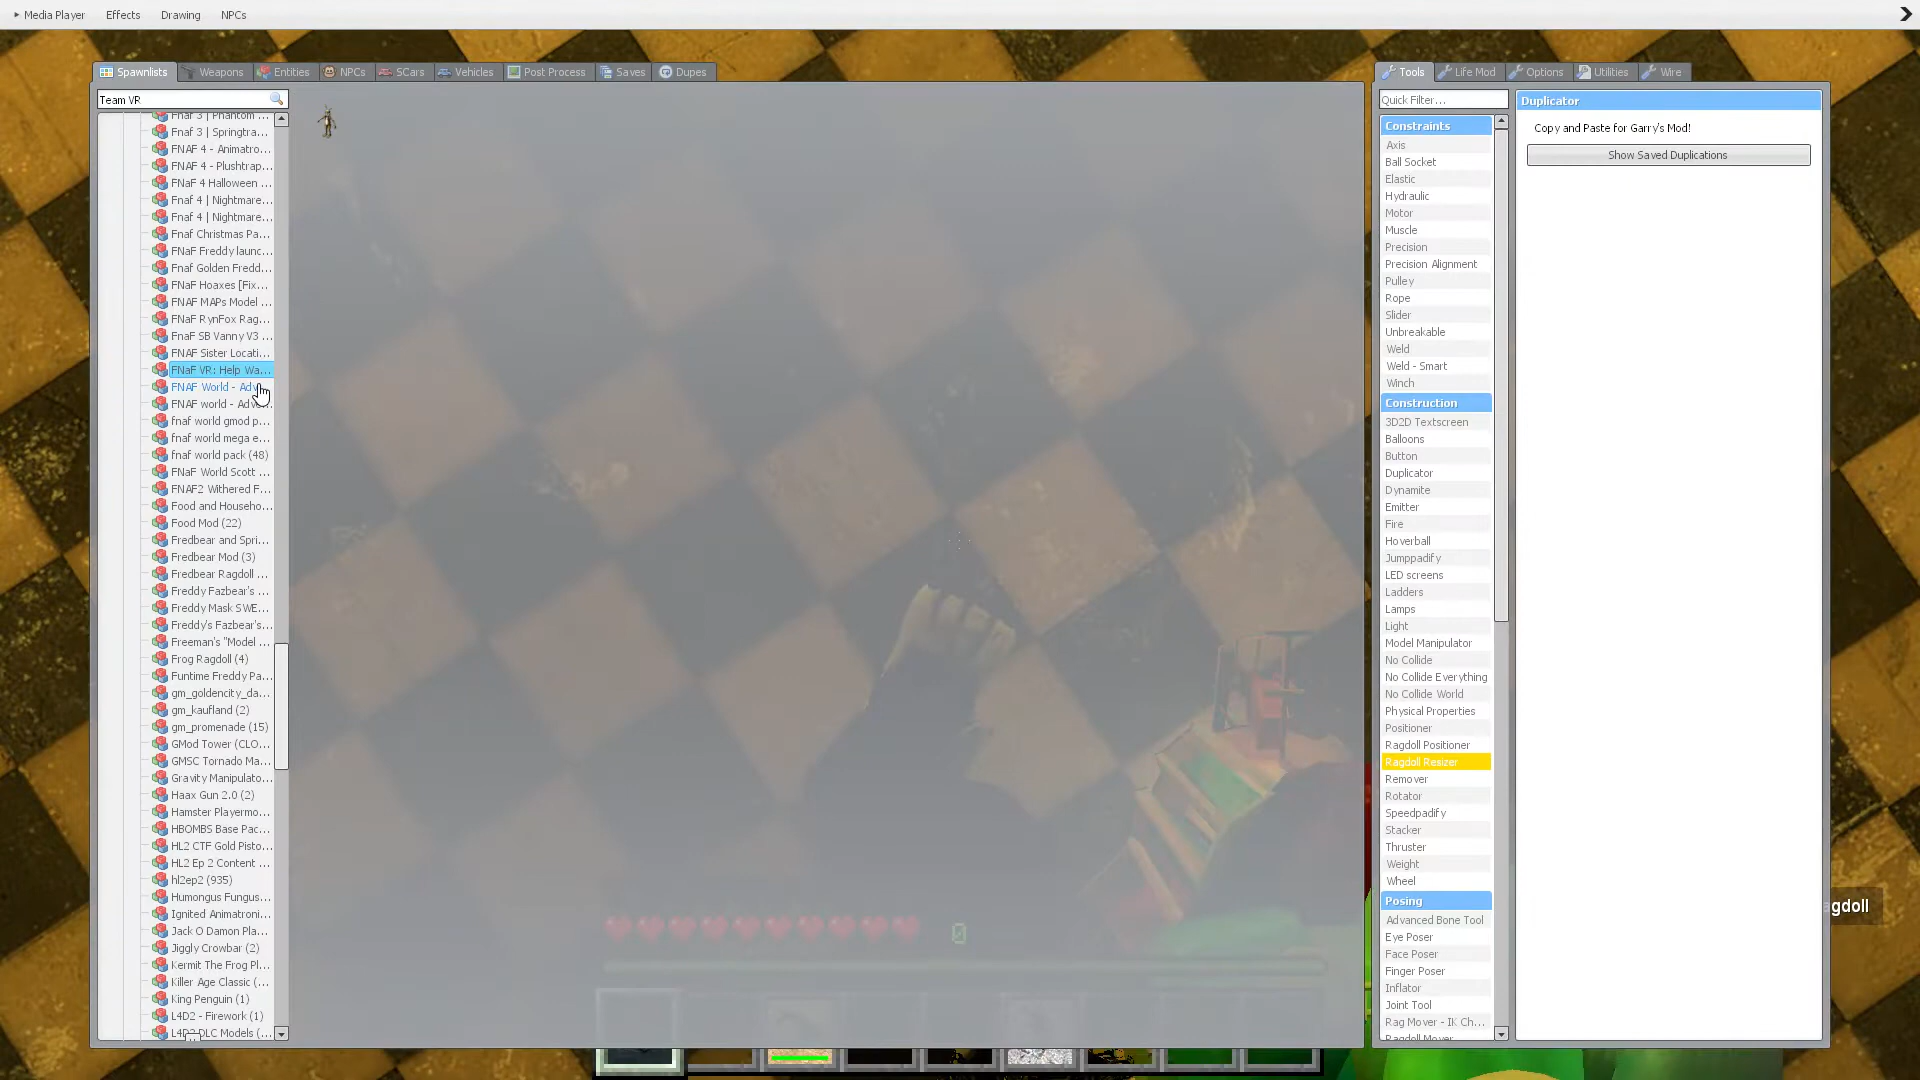 Media Player Effects Drawing NPCs
Spawnlists Weapons Entities NPCs SCars Vehicles Post Process Saves Dupes
Team VR
Fnaf 3 | Phantom ...
Fnaf 3 | Springtra...
FNAF 4 - Animatro...
FNAF 4 - Plushtrap...
FNaF 4 Halloween ...
Fnaf 4 | Nightmare...
Fnaf 4 | Nightmare...
Fnaf Christmas Pa...
FNaF Freddy launc...
Fnaf Golden Fredd...
FNaF Hoaxes [Fix...
FNAF MAPs Model ...
FNaF RynFox Rag...
FnaF SB Vanny V3 ...
FNAF Sister Locati...
FNaF VR: Help Wa...
FNAF World - Adv
FNAF world - Adve...
fnaf world gmod p...
fnaf world mega e...
fnaf world pack (48)
FNaF World Scott ...
FNAF2 Withered F...
Food and Househo...
Food Mod (22)
Fredbear and Spri...
Fredbear Mod (3)
Fredbear Ragdoll ...
Freddy Fazbear's ...
Freddy Mask SWE...
Freddy's Fazbear's...
Freeman's "Model ...
Frog Ragdoll (4)
Funtime Freddy Pa...
gm_goldencity_da...
gm_kaufland (2)
gm_promenade (15)
GMod Tower (CLO...
GMSC Tornado Ma...
Gravity Manipulato...
Haax Gun 2.0 (2)
Hamster Playermo...
HBOMBS Base Pac...
HL2 CTF Gold Pisto...
HL2 Ep 2 Content ...
hl2ep2 (935)
Humongus Fungus...
Ignited Animatroni...
Jack O Damon Pla...
Jiggly Crowbar (2)
Kermit The Frog Pl...
Killer Age Classic (...
King Penguin (1)
L4D2 - Firework (1)
L4D2 DLC Models (...
Tools Life Mod Options Utilities Wire
Quick Filter...
Constraints
Axis
Ball Socket
Elastic
Hydraulic
Motor
Muscle
Precision
Precision Alignment
Pulley
Rope
Slider
Unbreakable
Weld
Weld - Smart
Winch
Construction
3D2D Textscreen
Balloons
Button
Duplicator
Dynamite
Emitter
Fire
Hoverball
Jumppadify
LED screens
Ladders
Lamps
Light
Model Manipulator
No Collide
No Collide Everything
No Collide World
Physical Properties
Positioner
Ragdoll Positioner
Ragdoll Resizer
Remover
Rotator
Speedpadify
Stacker
Thruster
Weight
Wheel
Posing
Advanced Bone Tool
Eye Poser
Face Poser
Finger Poser
Inflator
Joint Tool
Rag Mover - IK Ch...
Ragdoll Mover
Duplicator
Copy and Paste for Garry's Mod!
Show Saved Duplications
gdoll
0